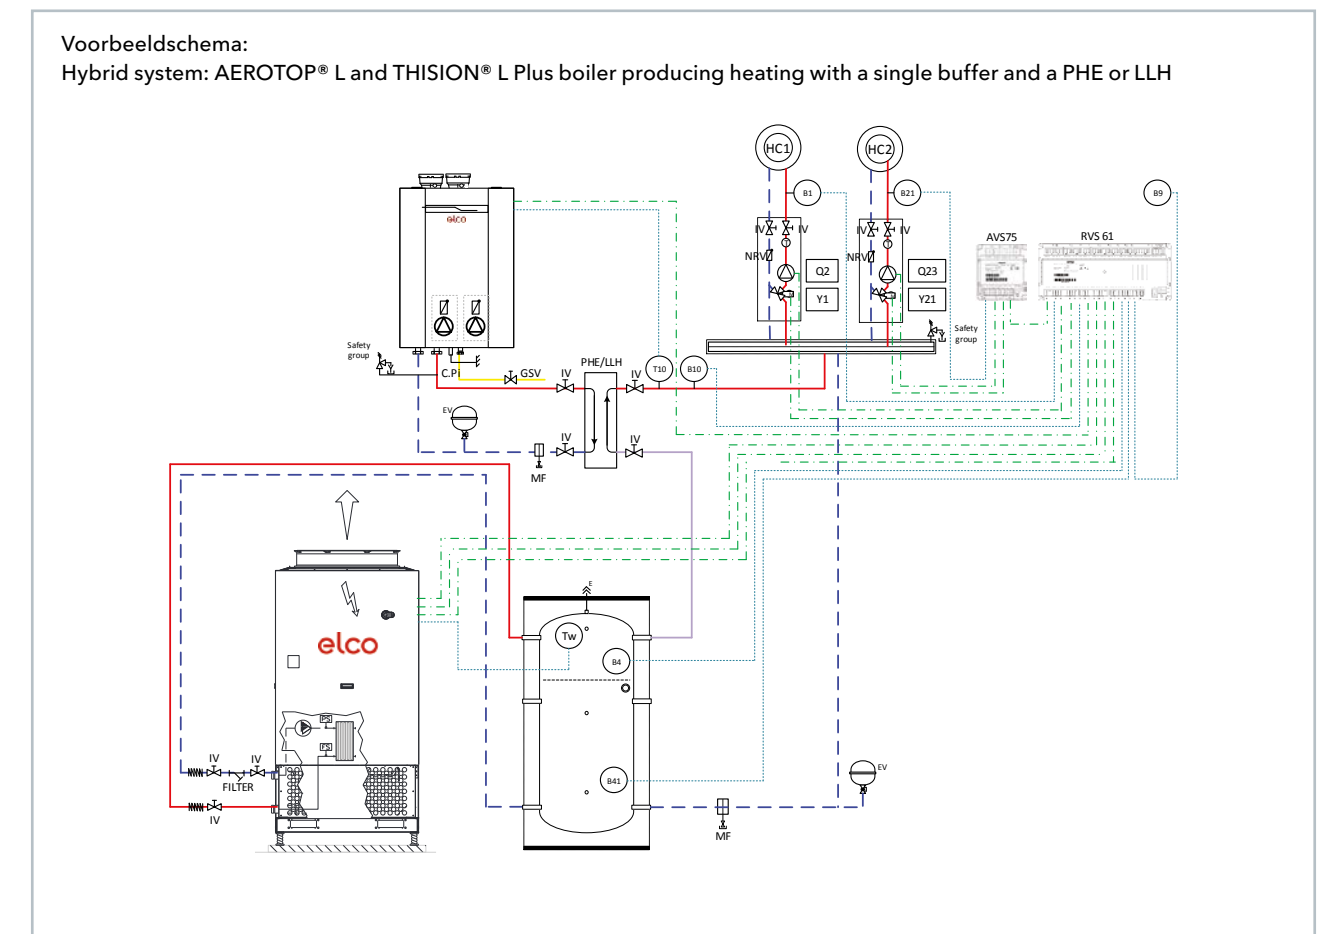 Voorbeeldschema:
Hybrid system: AEROTOP® L and THISION® L Plus boiler producing heating with a single buffer and a PHE or LLH
HC1
HC2
B1
B21
B9
elco
IV
IV
IV
IV
T
T
NRV
NRV
AVS75
RVS 61
Q2
Y1
Q23
Y21
Safety
group
Safety
group
C.Pi
GSV
IV
PHE/LLH
IV
T10
B10
EV
IV
IV
MF
elco
E
Tw
B4
PS
FS
IV
IV
FILTER
IV
B41
EV
MF